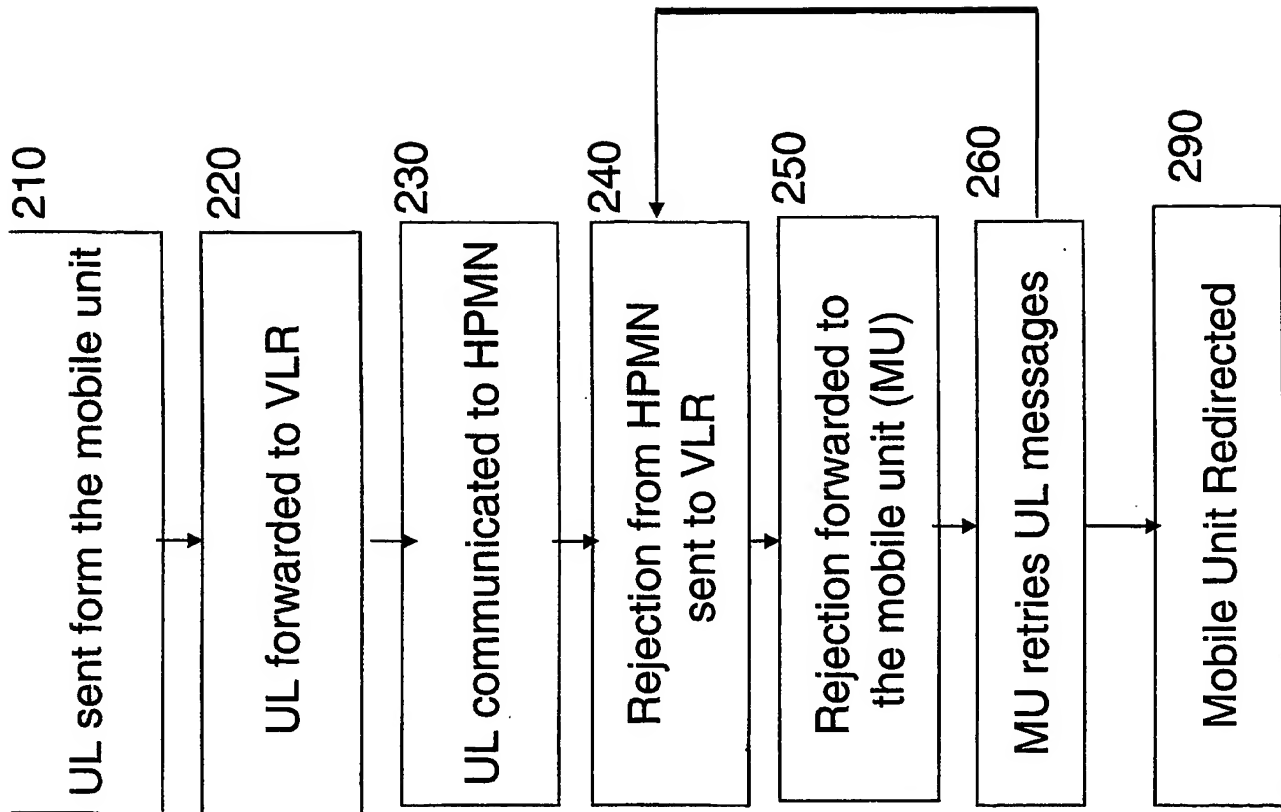 210
UL sent form the mobile unit
220
UL forwarded to VLR
230
UL communicated to HPMN
240
Rejection from HPMN
sent to VLR
250
Rejection forwarded to
the mobile unit (MU)
260
MU retries UL messages
290
Mobile Unit Redirected